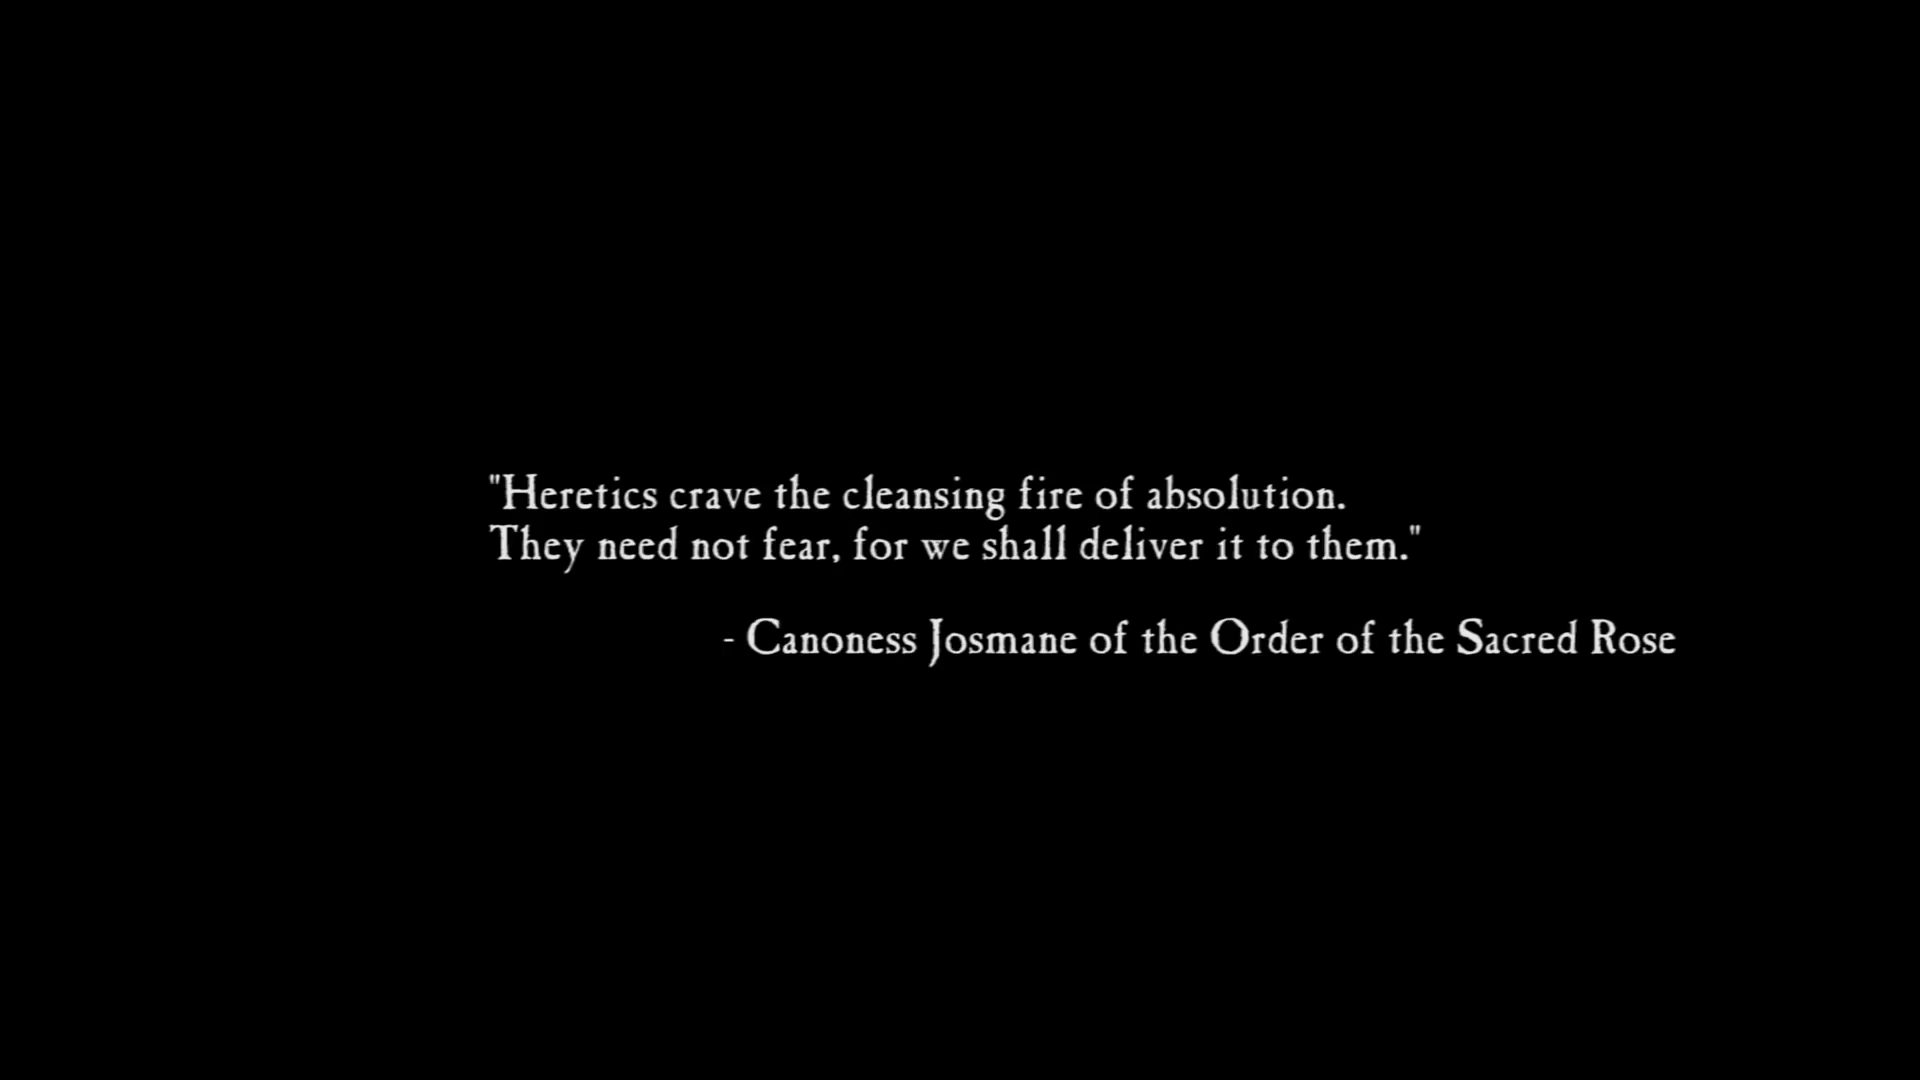 "Heretics crave the cleansing fire of absolution.
They need not fear, for we shall deliver it to them."
- Canoness Josmane of the Order of the Sacred Rose